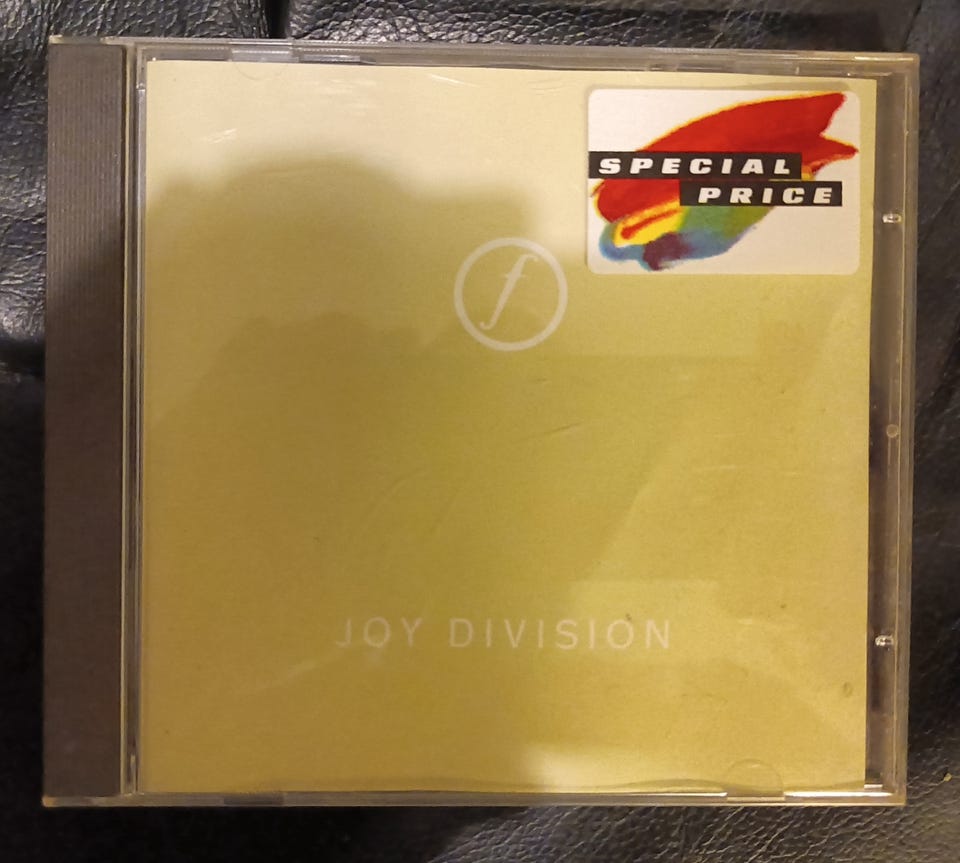 SPECIAL
PRICE
f
JOY DIVISION